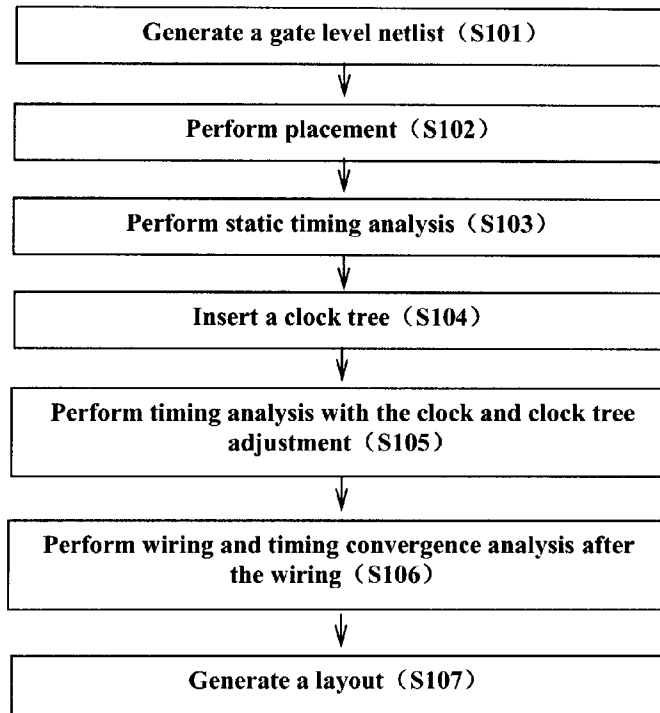 Generate a gate level netlist（S101）
Perform placement（S102）
Perform static timing analysis（S103）
Insert a clock tree（S104）
Perform timing analysis with the clock and clock tree
adjustment（S105）
Perform wiring and timing convergence analysis after
the wiring（S106）
Generate a layout（S107）